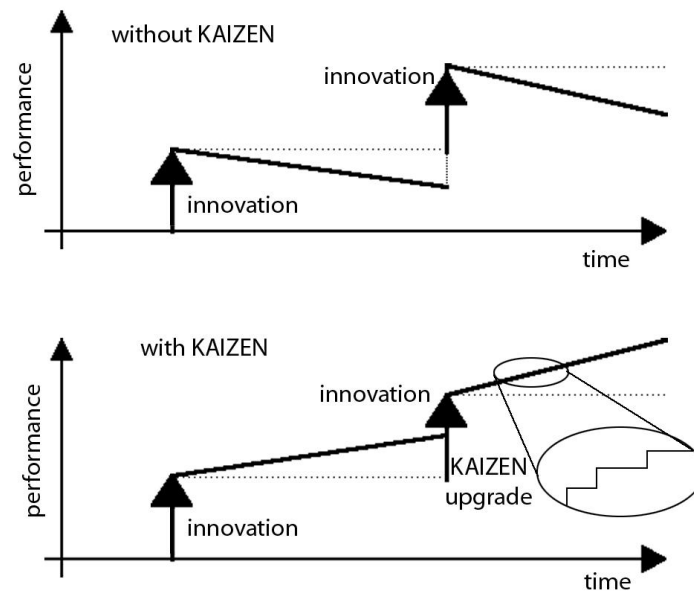 without KAIZEN
innovation
performance
innovation
time
with KAIZEN
innovation
performance
KAIZEN
upgrade
innovation
time